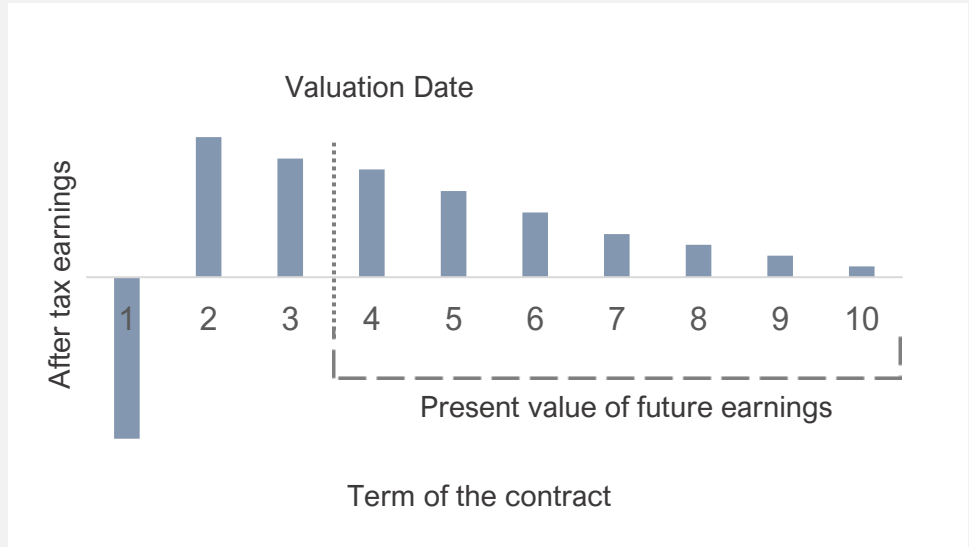 Valuation Date
After tax earnings
1 2 3 4 5 6 7 8 9 10
Present value of future earnings
Term of the contract